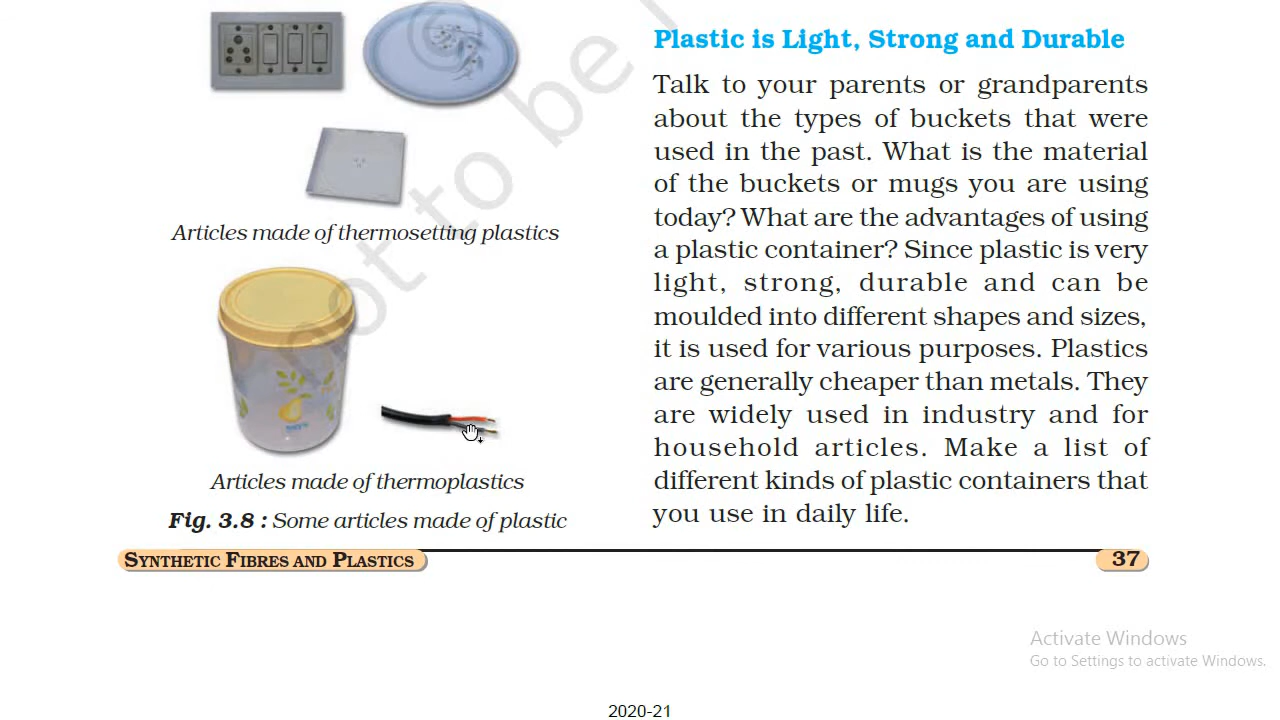 Articles made of thermosetting plastics
Articles made of thermoplastics
Fig. 3.8 : Some articles made of plastic
Plastic is Light, Strong and Durable
Talk to your parents or grandparents
about the types of buckets that were
used in the past. What is the material
of the buckets or mugs you are using
today? What are the advantages of using
a plastic container? Since plastic is very
light, strong, durable and can be
moulded into different shapes and sizes,
it is used for various purposes. Plastics
are generally cheaper than metals. They
are widely used in industry and for
household articles. Make a list of
different kinds of plastic containers that
you use in daily life.
SYNTHETIC FIBRES AND PLASTICS
37
not to be
©
Activate Windows
Go to Settings to activate Windows.
2020-21